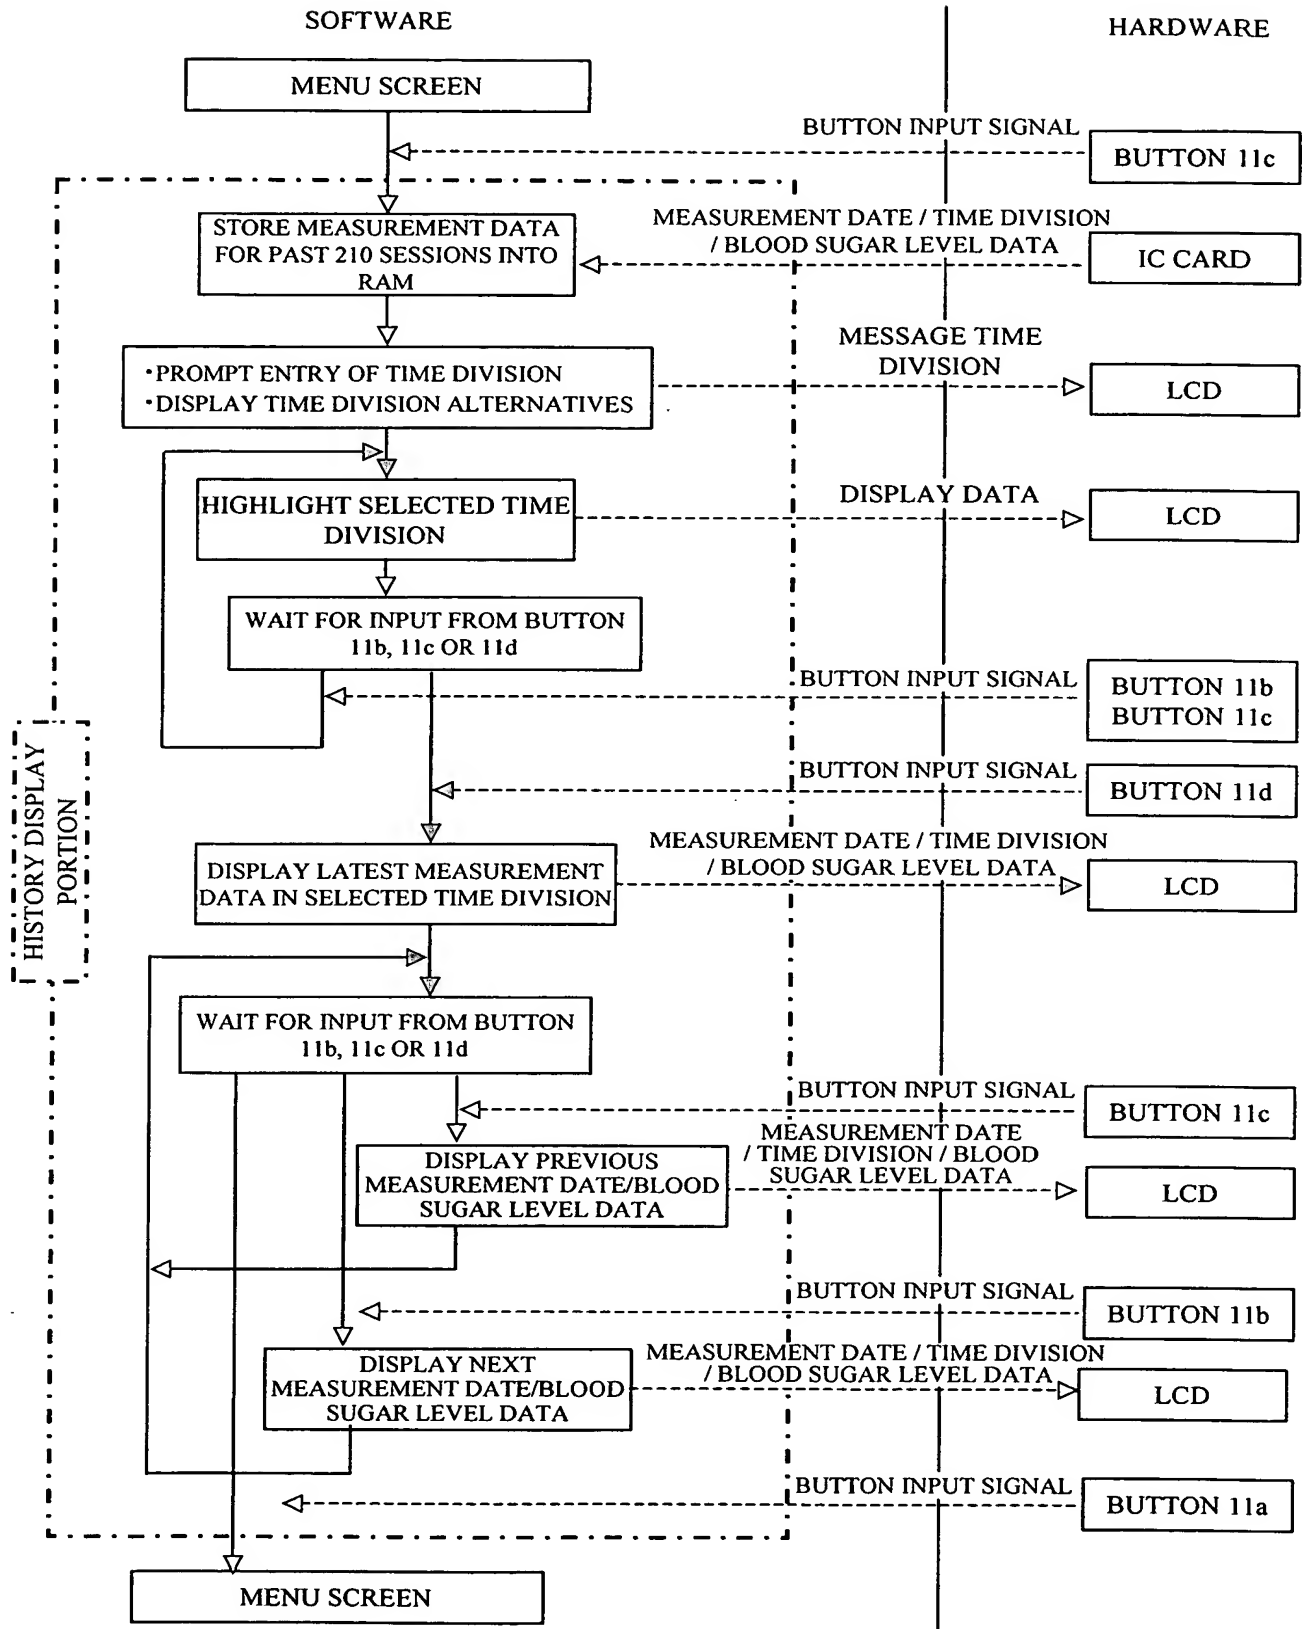 SOFTWARE
HARDWARE
MENU SCREEN
BUTTON INPUT SIGNAL
BUTTON 11c
STORE MEASUREMENT DATA
FOR PAST 210 SESSIONS INTO
RAM
MEASUREMENT DATE / TIME DIVISION
/ BLOOD SUGAR LEVEL DATA
IC CARD
·PROMPT ENTRY OF TIME DIVISION
·DISPLAY TIME DIVISION ALTERNATIVES
MESSAGE TIME
DIVISION
LCD
HIGHLIGHT SELECTED TIME
DIVISION
DISPLAY DATA
LCD
WAIT FOR INPUT FROM BUTTON
11b, 11c OR 11d
BUTTON INPUT SIGNAL
BUTTON 11b
BUTTON 11c
BUTTON INPUT SIGNAL
BUTTON 11d
HISTORY DISPLAY
PORTION
DISPLAY LATEST MEASUREMENT
DATA IN SELECTED TIME DIVISION
MEASUREMENT DATE / TIME DIVISION
/ BLOOD SUGAR LEVEL DATA
LCD
WAIT FOR INPUT FROM BUTTON
11b, 11c OR 11d
BUTTON INPUT SIGNAL
BUTTON 11c
DISPLAY PREVIOUS
MEASUREMENT DATE/BLOOD
SUGAR LEVEL DATA
MEASUREMENT DATE
/ TIME DIVISION / BLOOD
SUGAR LEVEL DATA
LCD
BUTTON INPUT SIGNAL
BUTTON 11b
DISPLAY NEXT
MEASUREMENT DATE/BLOOD
SUGAR LEVEL DATA
MEASUREMENT DATE / TIME DIVISION
/ BLOOD SUGAR LEVEL DATA
LCD
BUTTON INPUT SIGNAL
BUTTON 11a
MENU SCREEN